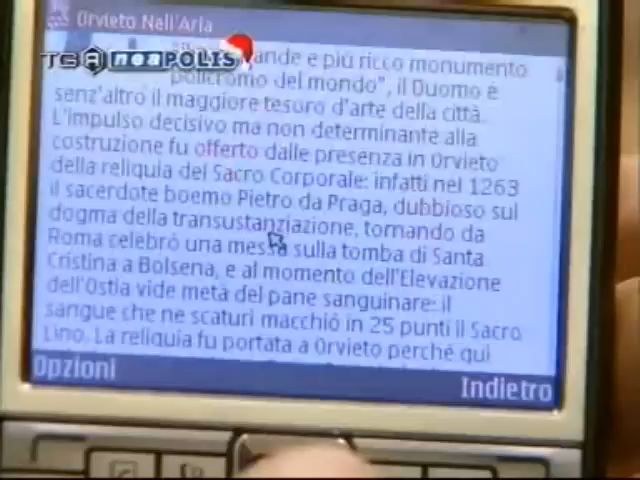 Orvieto Nell'Aria
TGR neaPOLIS
ande e più ricco monumento
policromo del mondo", il Duomo è
senz'altro il maggiore tesoro d'arte della città.
L'impulso decisivo ma non determinante alla
costruzione fu offerto dalle presenza in Orvieto
della reliquia del Sacro Corporale: infatti nel 1263
il sacerdote boemo Pietro da Praga, dubbioso sul
dogma della transustanziazione, tornando da
Roma celebrò una messa sulla tomba di Santa
Cristina a Bolsena, e al momento dell'Elevazione
dell'Ostia vide metà del pane sanguinare: il
sangue che ne scaturì macchiò in 25 punti il Sacro
Lino. La reliquia fu portata a Orvieto perché qui
Opzioni
Indietro